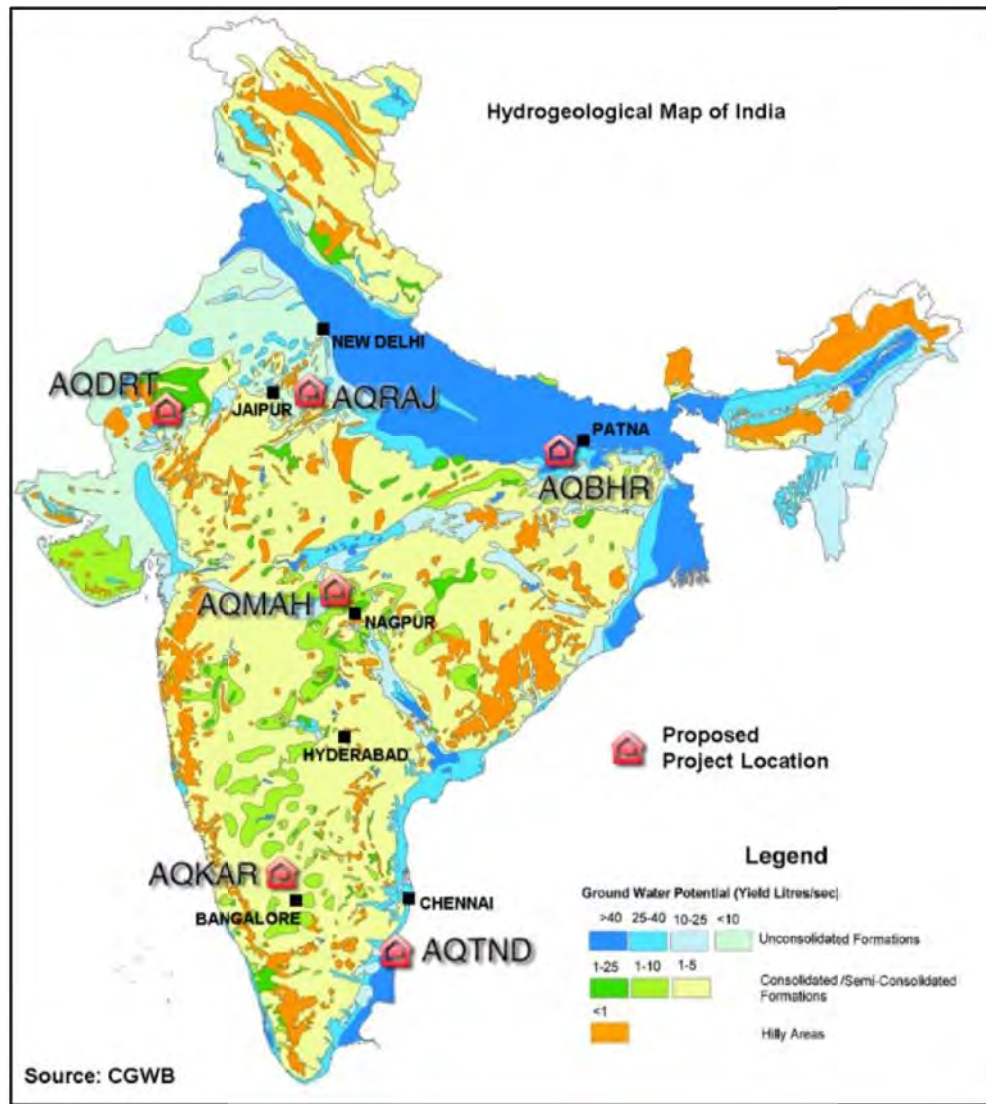 Hydrogeological Map of India
NEW DELHI
AQDRT
JAIPUR
AQRAJ
PATNA
AQBHR
AQMAH
NAGPUR
HYDERABAD
Proposed
Project Location
AQKAR
BANGALORE
CHENNAI
AQTND
Legend
Ground Water Potential (Yield Litres/sec)
>40 25-40 10-25 <10
Unconsolidated Formations
1-25 1-10 1-5
Consolidated /Semi-Consolidated
Formations
<1
Hilly Areas
Source: CGWB